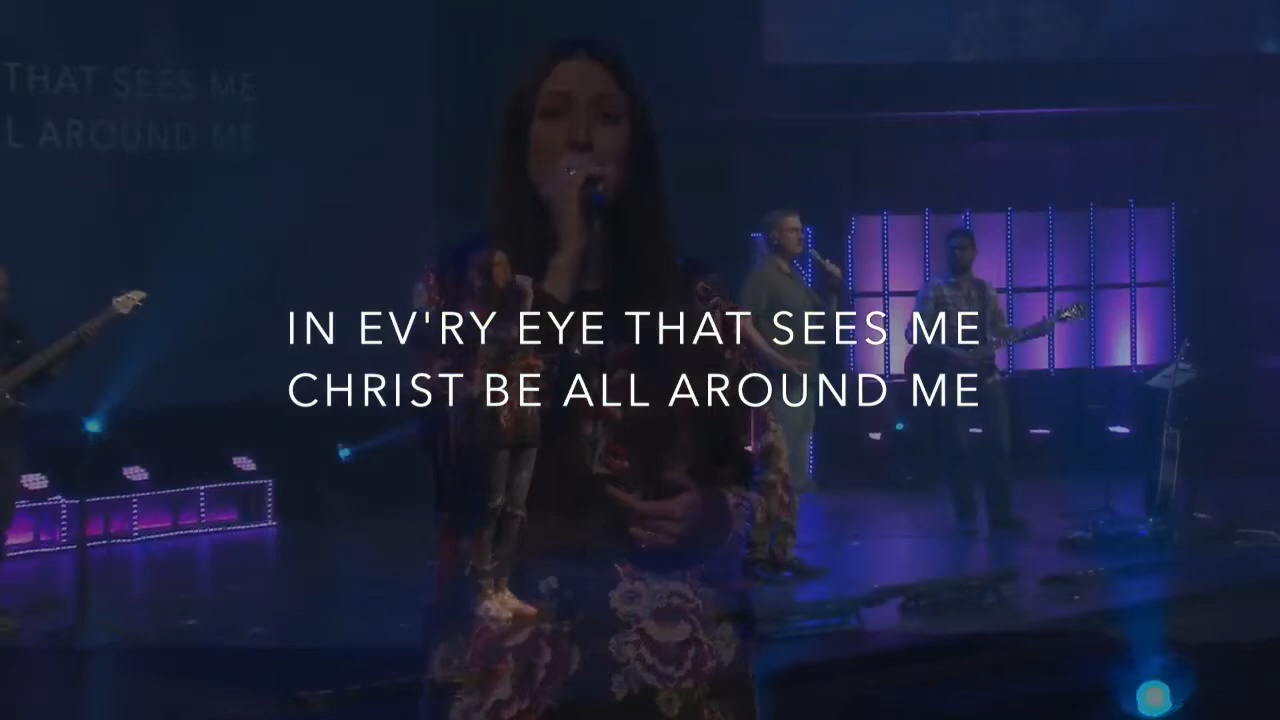 THAT SEES ME
L AROUND ME
IN EV'RY EYE THAT SEES ME
CHRIST BE ALL AROUND ME